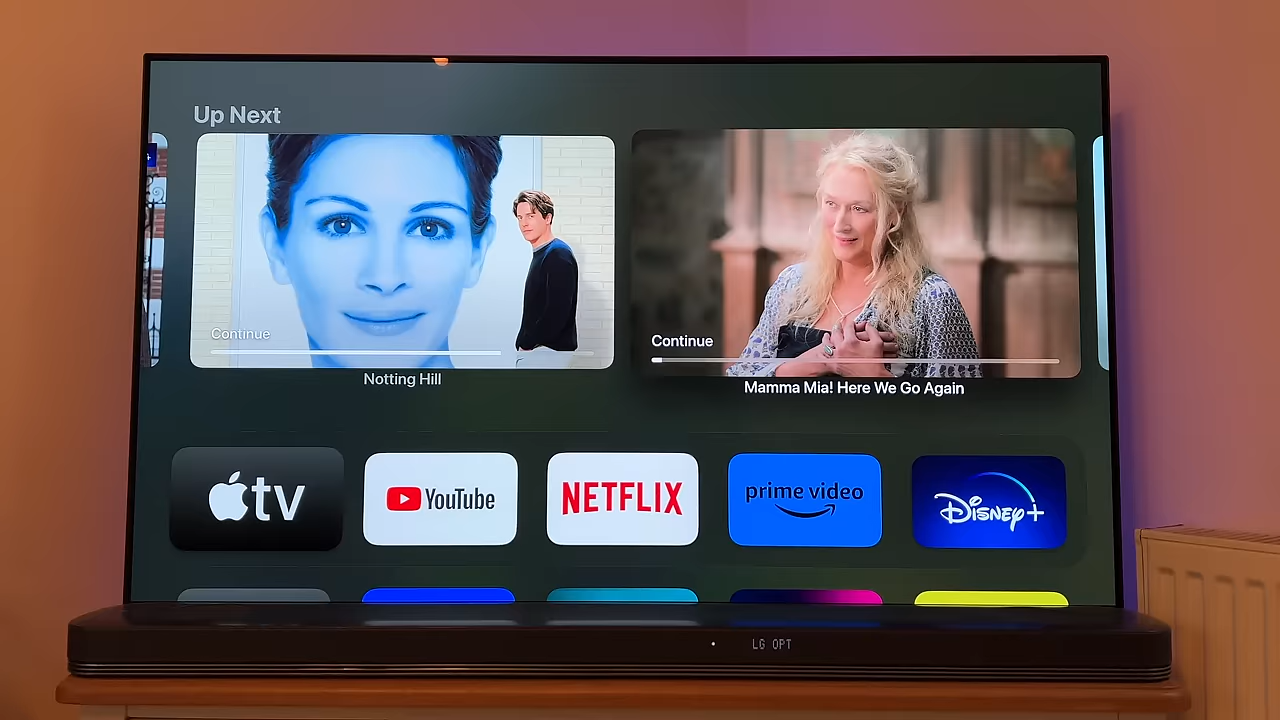 Up Next
Continue
Notting Hill
Continue
Mamma Mia! Here We Go Again
tv
YouTube
NETFLIX
prime video
Disney+
LG OPT